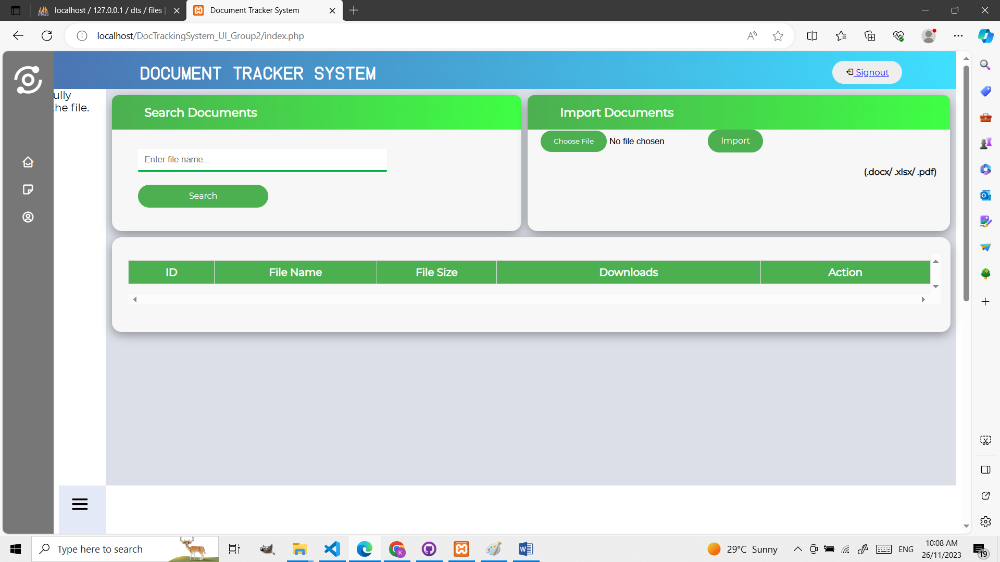 localhost / 127.0.0.1 / dts / files |
Document Tracker System
localhost/DocTrackingSystem_UI_Group2/index.php
DOCUMENT TRACKER SYSTEM
Signout
ully
the file.
Search Documents
Enter file name...
Search
Import Documents
Choose File No file chosen
Import
(.docx/ .xlsx/ .pdf)
ID File Name File Size Downloads Action
Type here to search
29°C Sunny
ENG
10:08 AM
26/11/2023
19